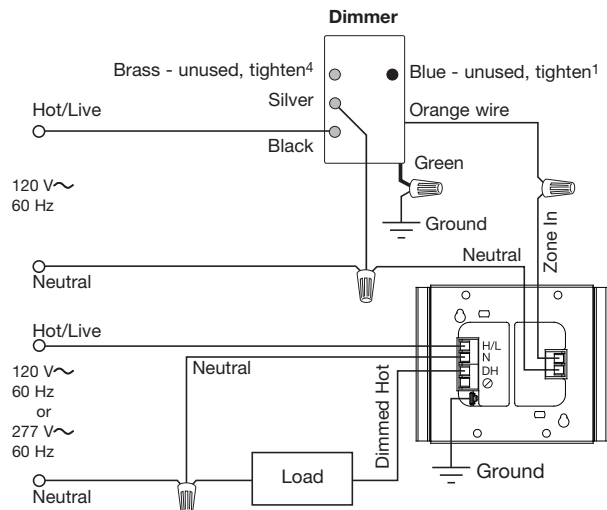 Dimmer
Brass - unused, tighten⁴
Blue - unused, tighten¹
Silver
Hot/Live
Orange wire
Black
Green
120 V~
60 Hz
Ground
Zone In
Neutral
Neutral
Hot/Live
H/L
N
DH
Neutral
120 V~
60 Hz
or
277 V~
60 Hz
Dimmed Hot
Load
Ground
Neutral